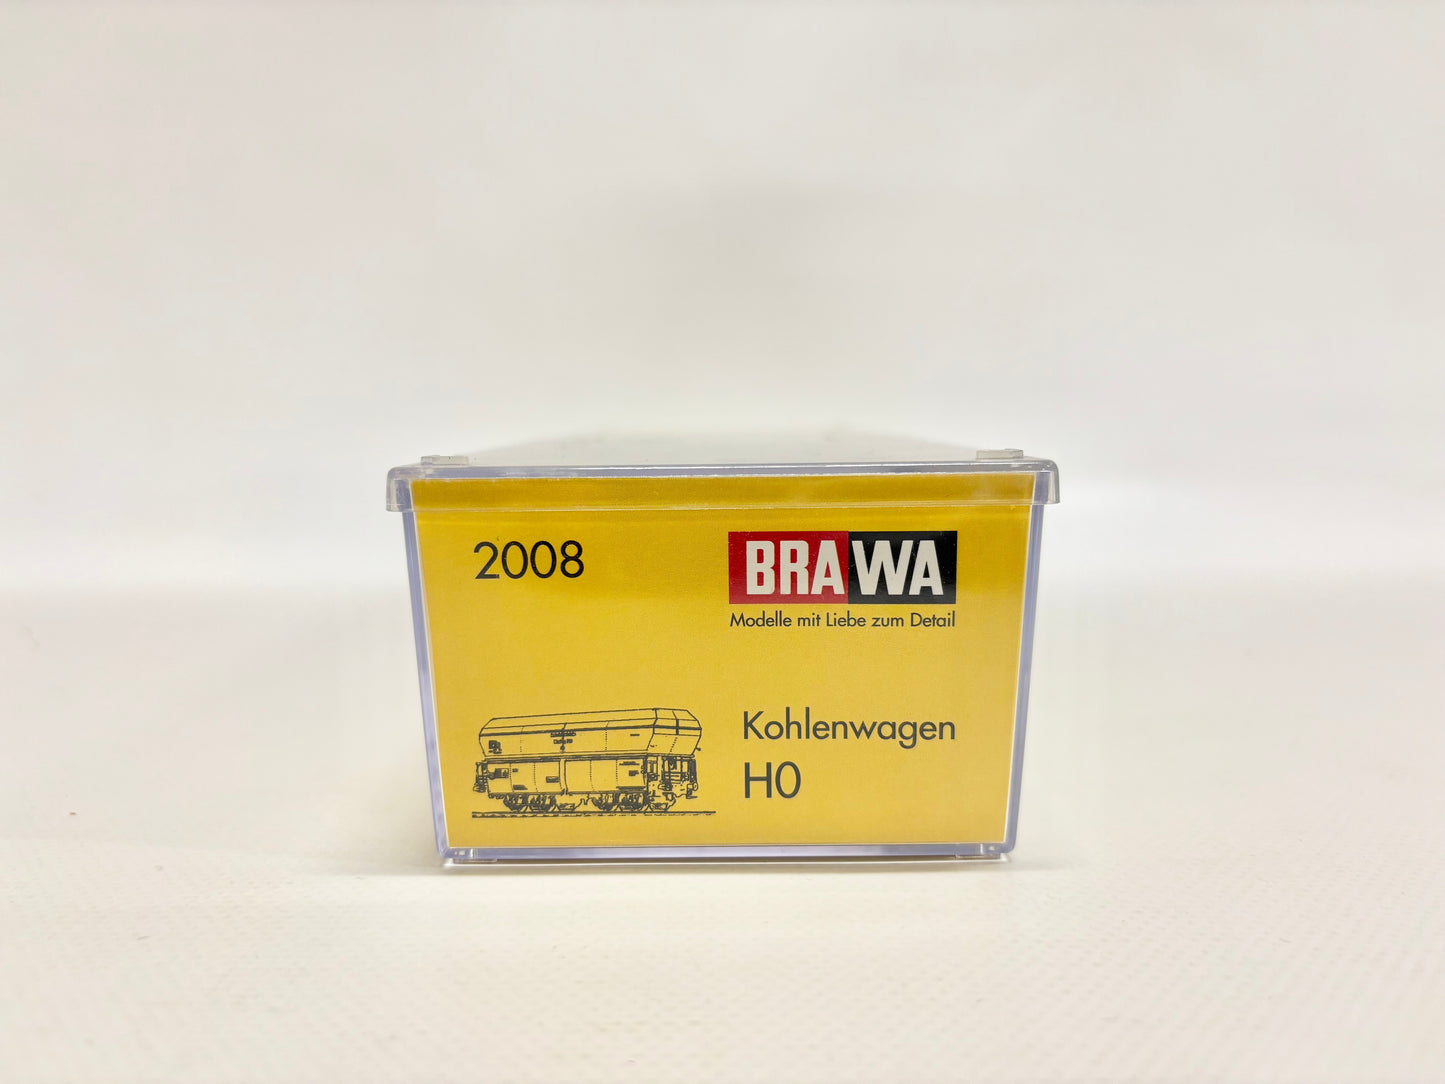 2008
BRAWA
Modelle mit Liebe zum Detail
Kohlenwagen
H0